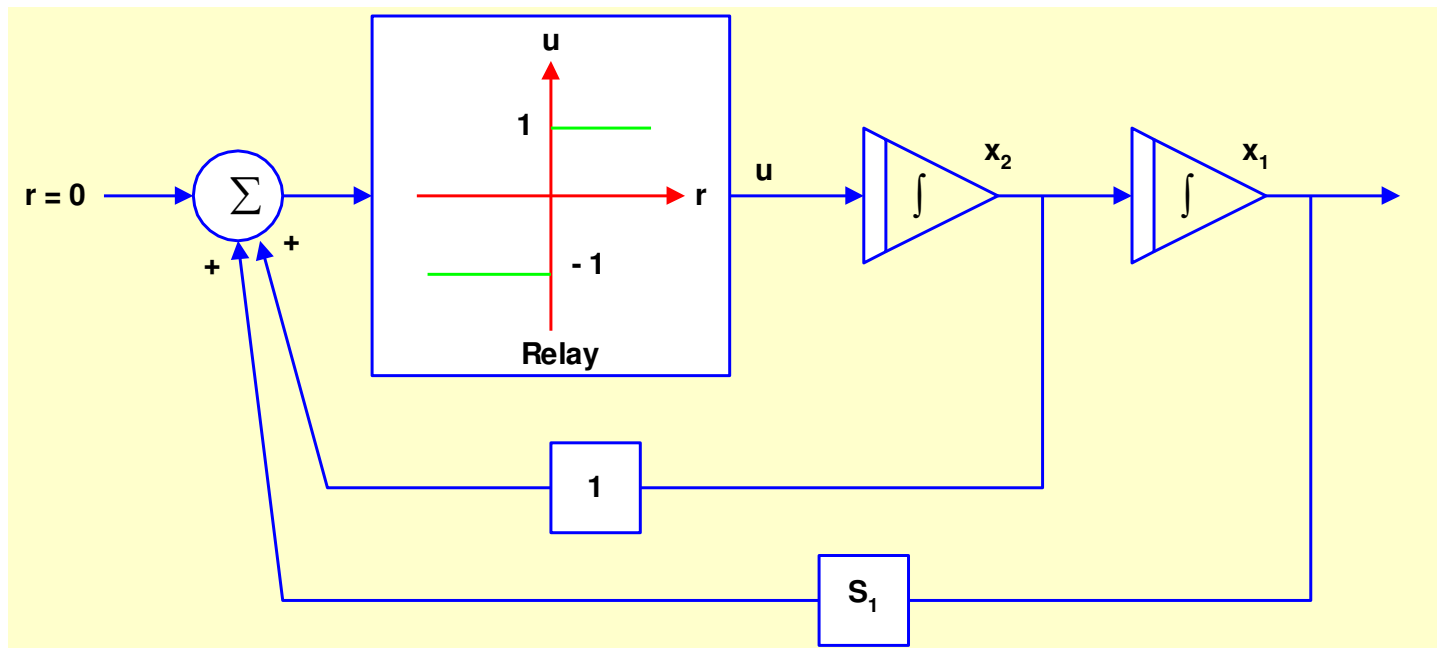 u
1
r = 0
Σ
r
u
∫
x₂
∫
x₁
+
+
- 1
Relay
1
S₁